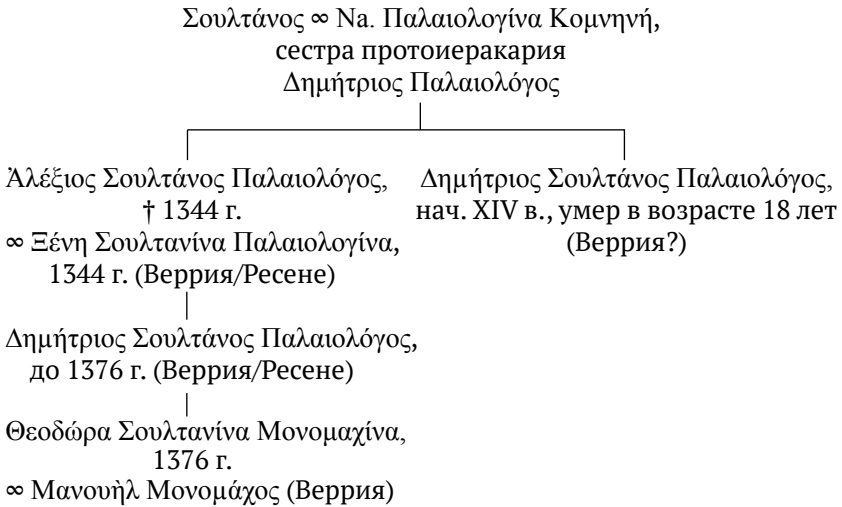 Σουλτάνος ∞ Na. Παλαιολογίνα Κομνηνή,
сестра протоиеракария
Δημήτριος Παλαιολόγος
Ἀλέξιος Σουλτάνος Παλαιολόγος,
† 1344 г.
∞ Ξένη Σουλτανίνα Παλαιολογίνα,
1344 г. (Веррия/Ресене)
Δημήτριος Σουλτάνος Παλαιολόγος,
нач. XIV в., умер в возрасте 18 лет
(Веррия?)
Δημήτριος Σουλτάνος Παλαιολόγος,
до 1376 г. (Веррия/Ресене)
Θεοδώρα Σουλτανίνα Μονομαχίνα,
1376 г.
∞ Μανουὴλ Μονομάχος (Веррия)